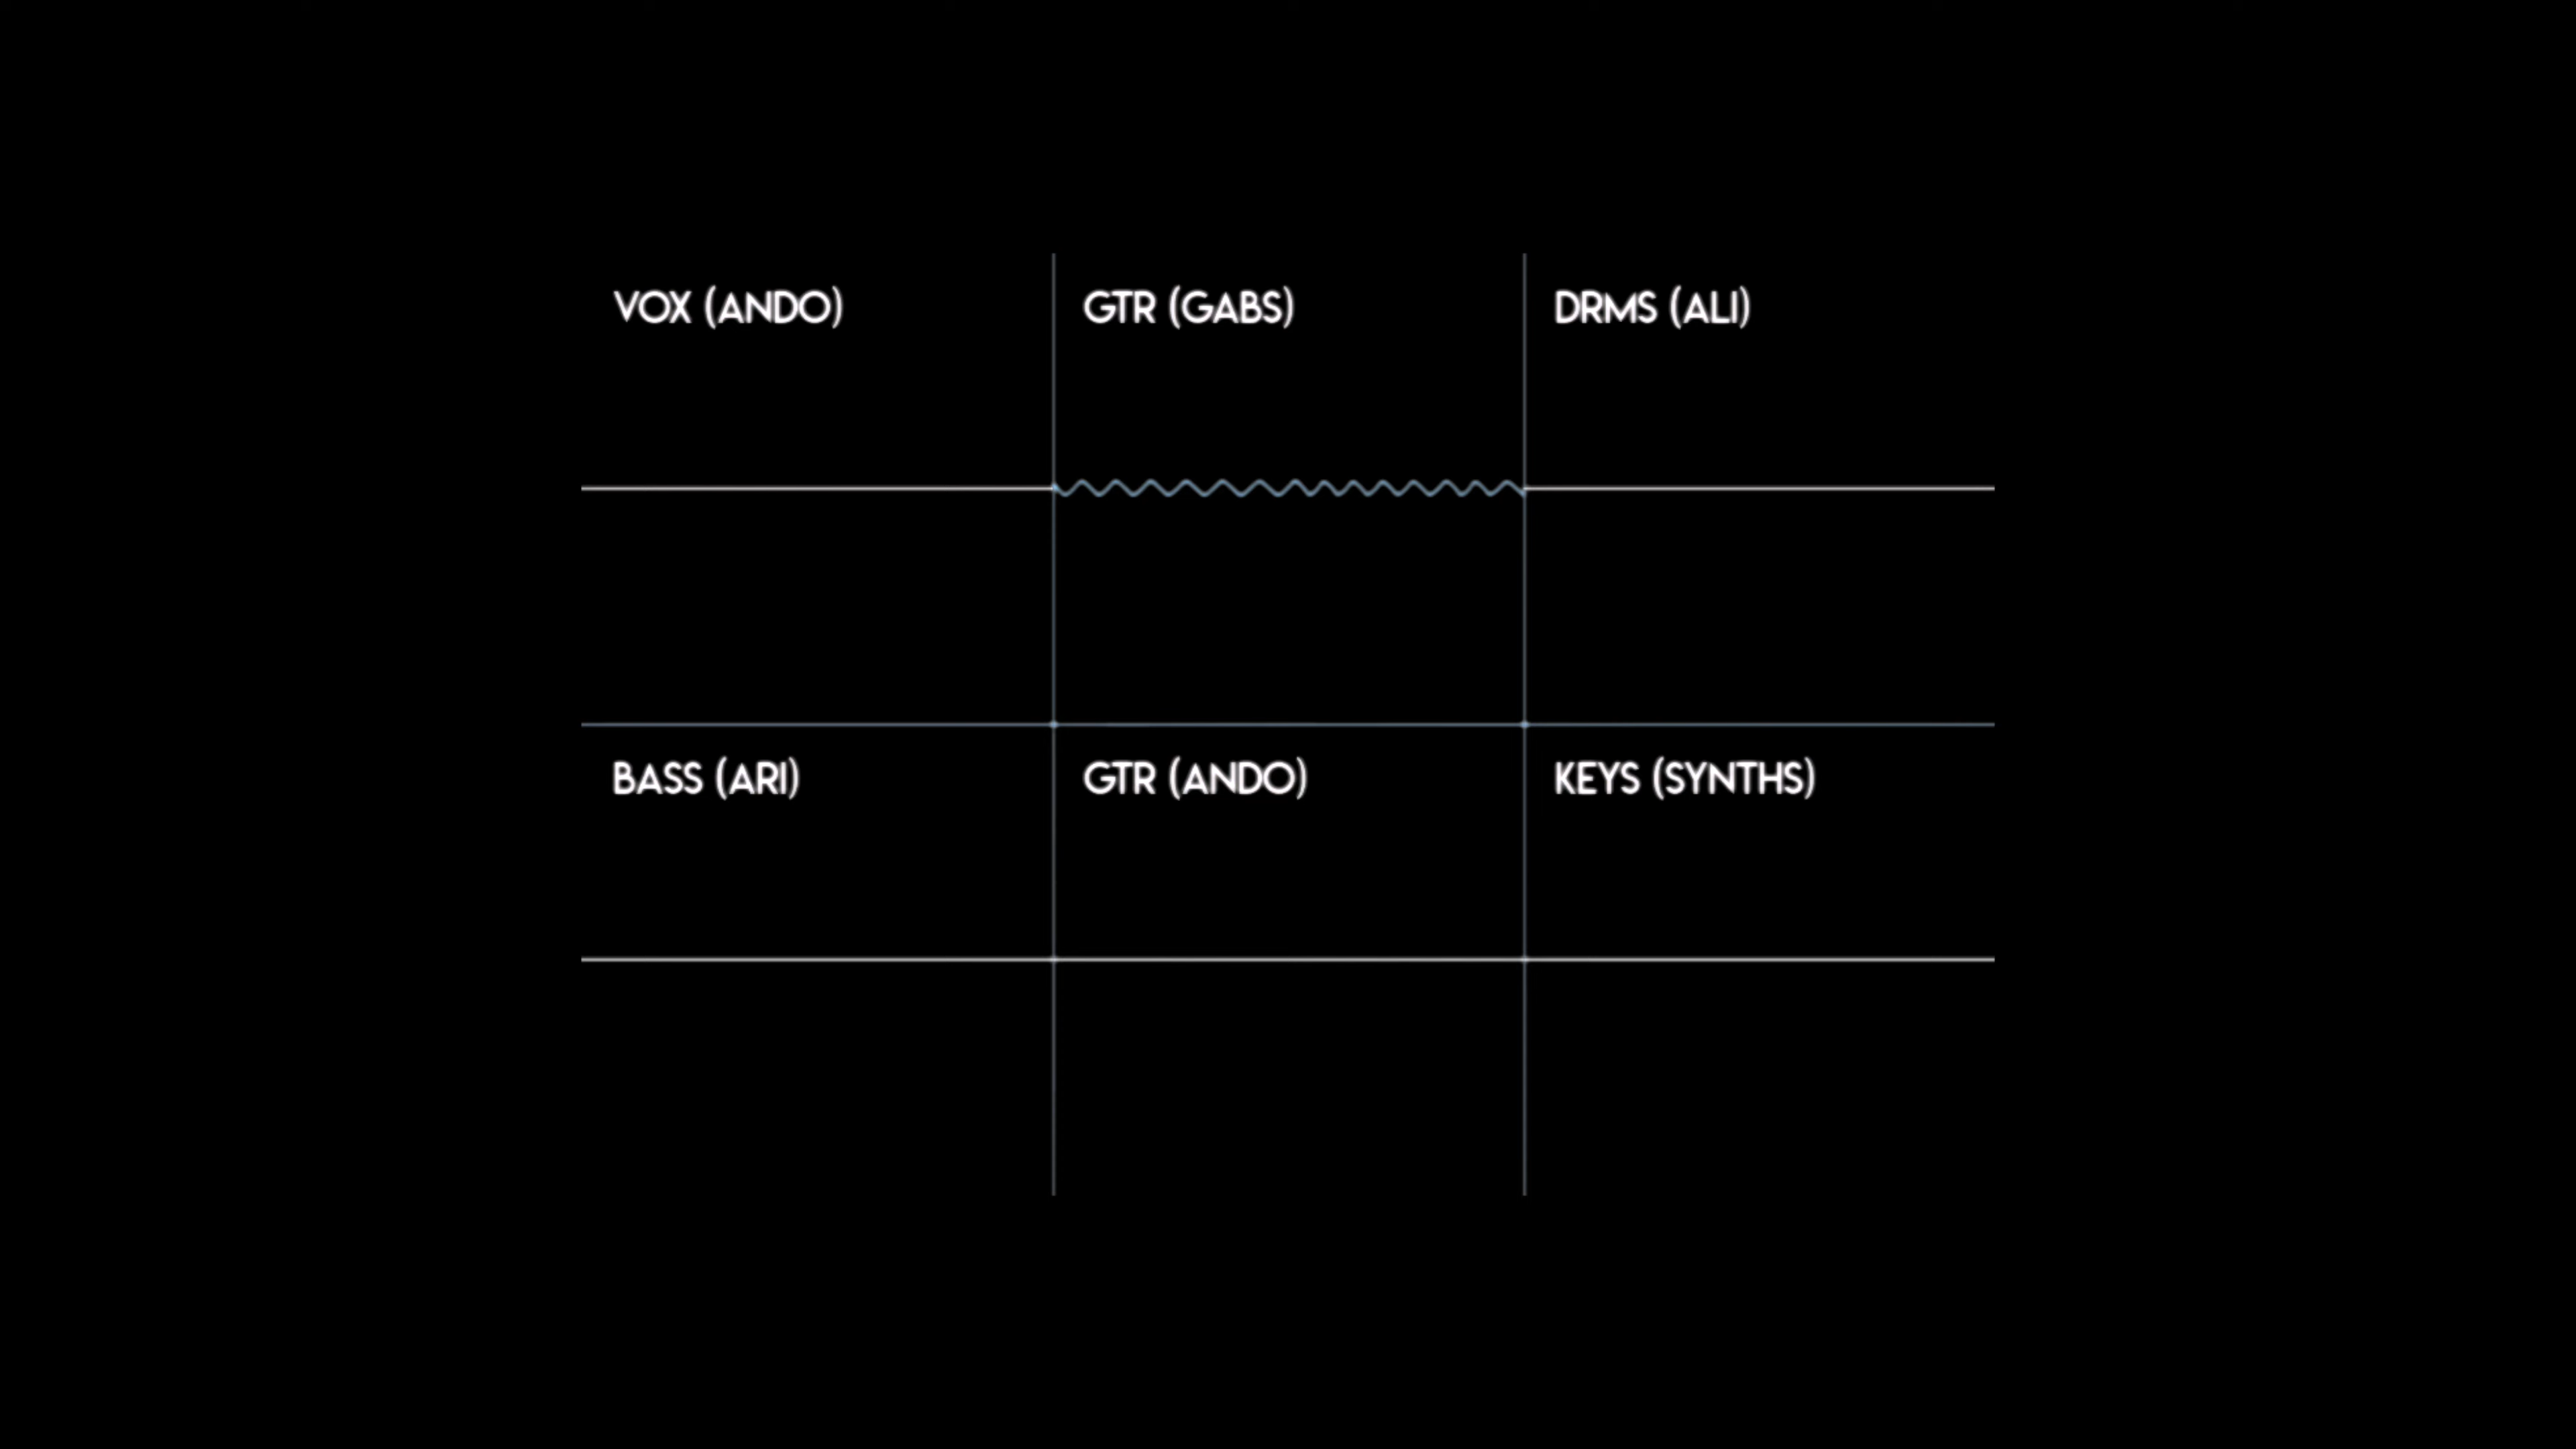 VOX (ANDO)
GTR (GABS)
DRMS (ALI)
BASS (ARI)
GTR (ANDO)
KEYS (SYNTHS)